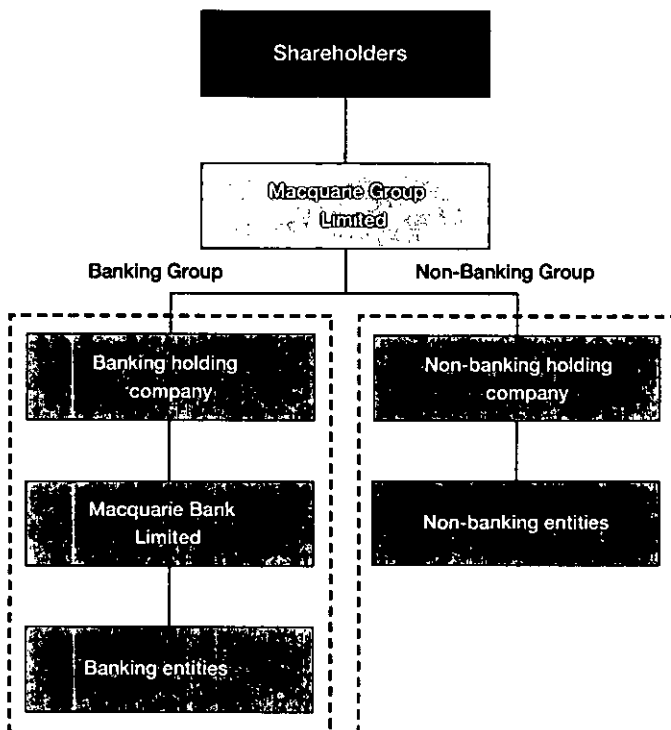 Shareholders
Macquarie Group
Limited
Banking Group
Non-Banking Group
Banking holding
company
Non-banking holding
company
Macquarie Bank
Limited
Non-banking entities
Banking entities